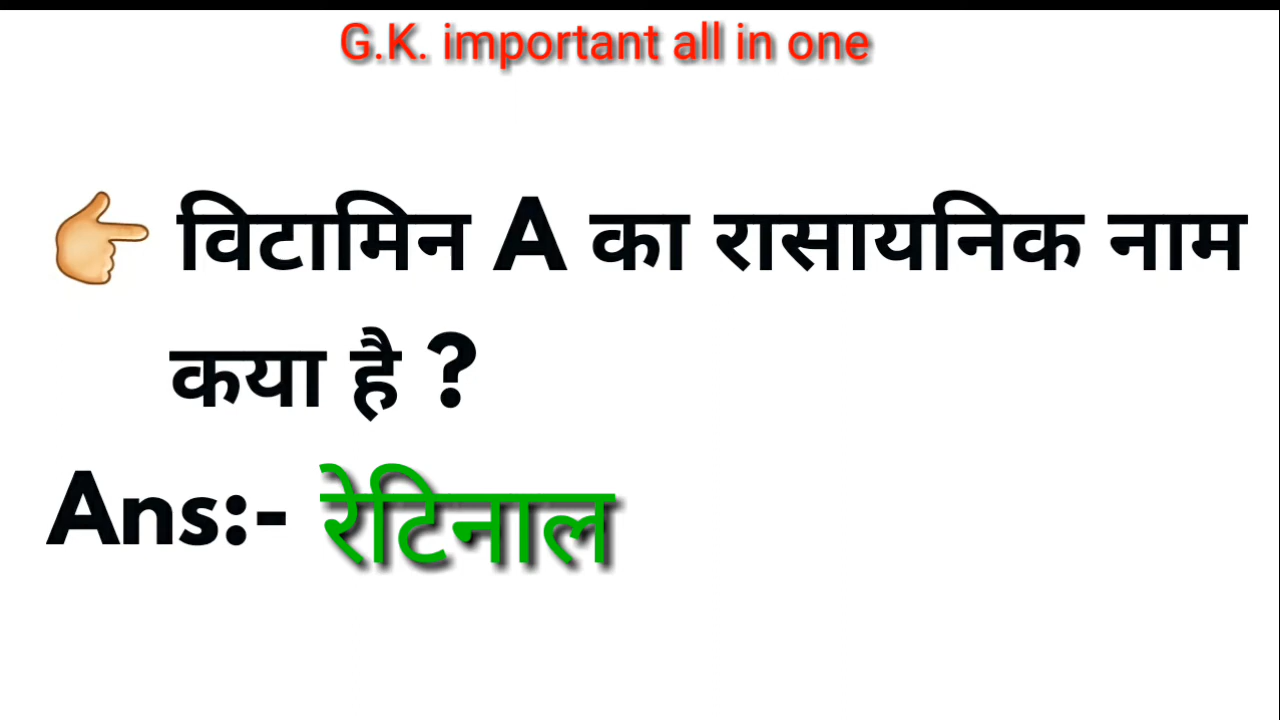 G.K. important all in one
👉 विटामिन A का रासायनिक नाम
कया है ?
Ans:- रेटिनाल